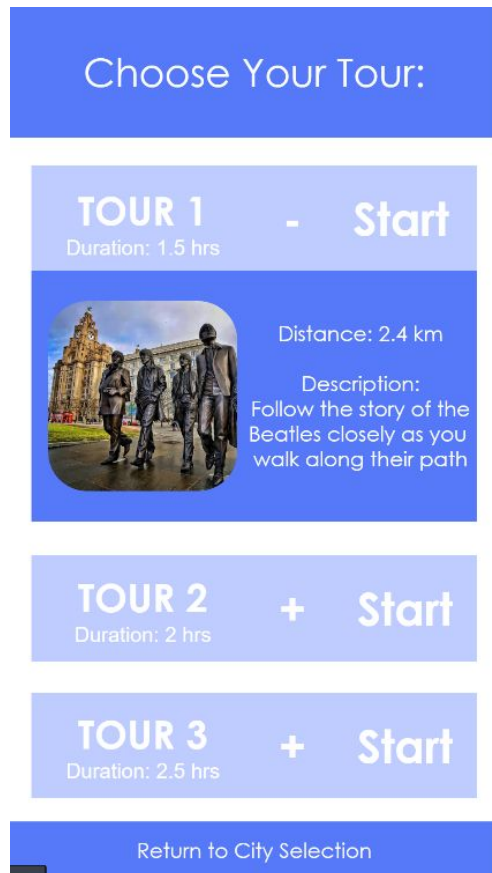 Choose Your Tour:
TOUR 1 - Start
Duration: 1.5 hrs
Distance: 2.4 km
Description:
Follow the story of the
Beatles closely as you
walk along their path
TOUR 2 + Start
Duration: 2 hrs
TOUR 3 + Start
Duration: 2.5 hrs
Return to City Selection